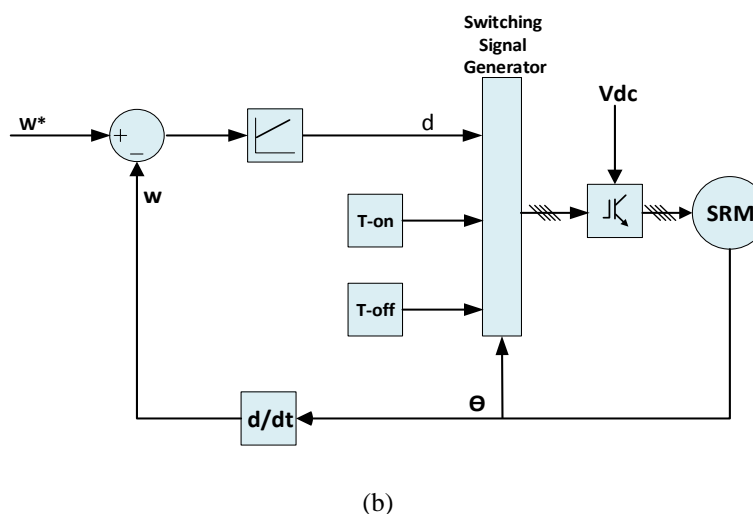 Switching
Signal
Generator
Vdc
w*
+
−
d
w
T-on
SRM
T-off
ϴ
d/dt
(b)